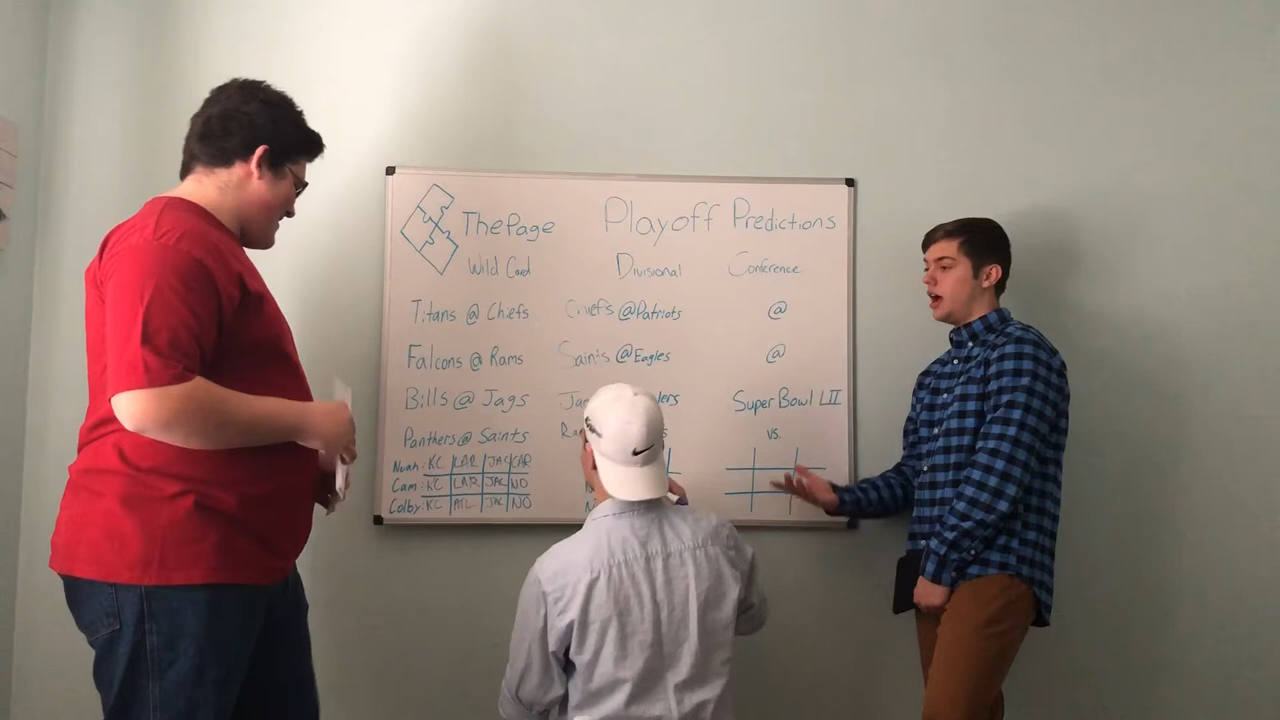 ThePage Playoff Predictions
Wild Card Divisional Conference
Titans @ Chiefs Chiefs @Patriots @
Falcons @ Rams Saints @Eagles @
Bills @ Jags Super Bowl LII
Panthers@ Saints VS.
Noah: KC LAR JAC CAR
Cam: KC LAR JAC NO
Colby: KC ATL JAC NO